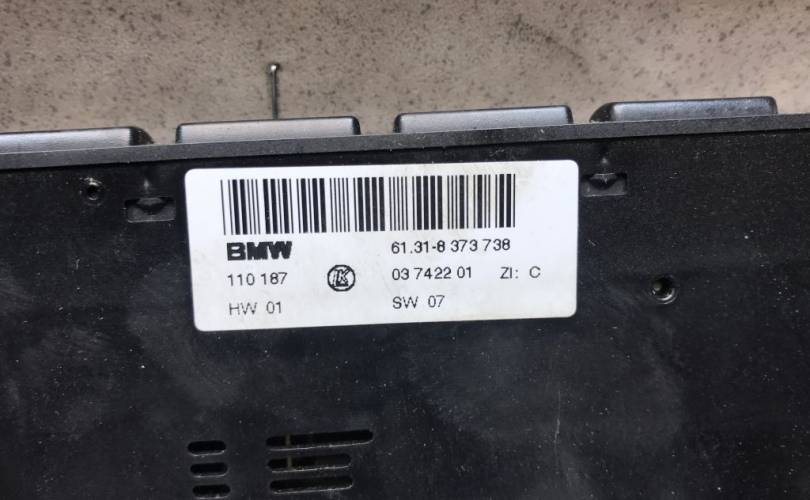 BMW 61.31-8 373 738
110 187 K 03 7422 01 ZI: C
HW 01 SW 07